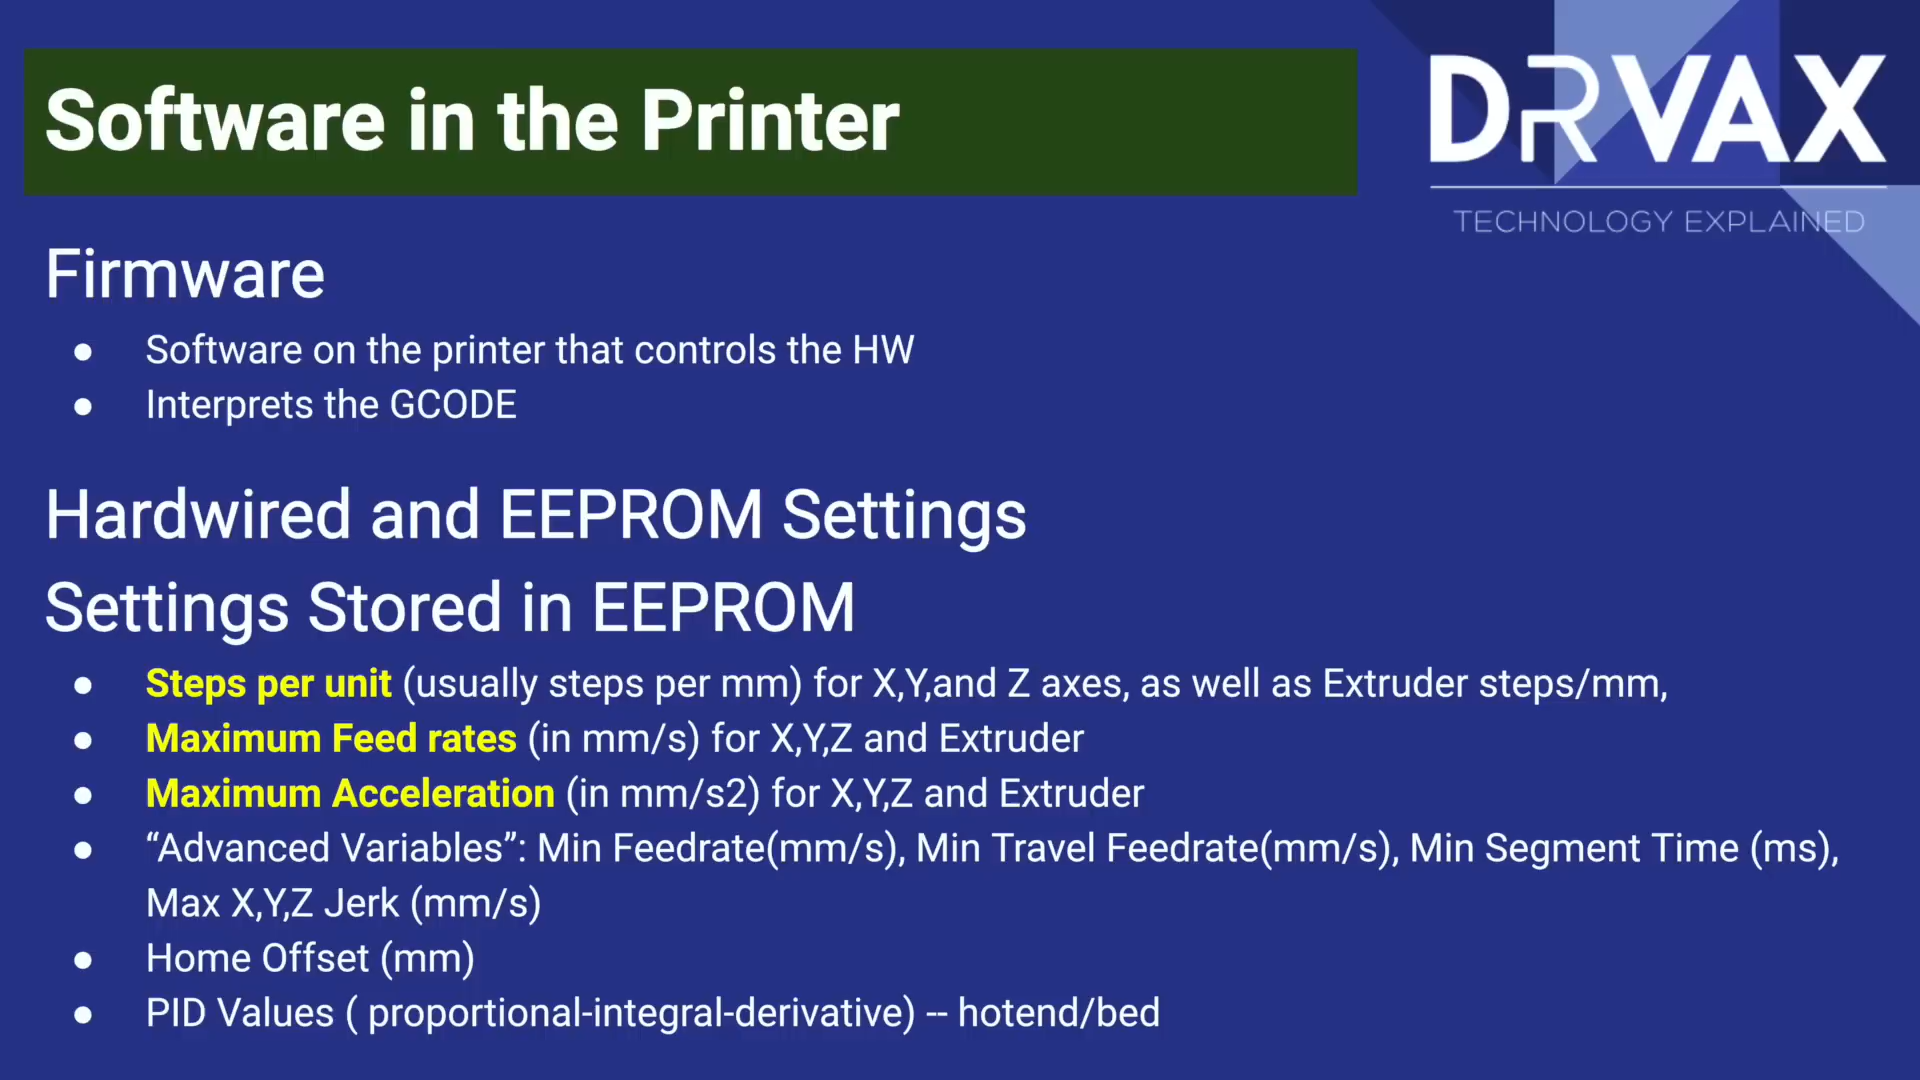 Software in the Printer
DRVAX
TECHNOLOGY EXPLAINED
Firmware
● Software on the printer that controls the HW
● Interprets the GCODE
Hardwired and EEPROM Settings
Settings Stored in EEPROM
● Steps per unit (usually steps per mm) for X,Y,and Z axes, as well as Extruder steps/mm,
● Maximum Feed rates (in mm/s) for X,Y,Z and Extruder
● Maximum Acceleration (in mm/s2) for X,Y,Z and Extruder
● “Advanced Variables”: Min Feedrate(mm/s), Min Travel Feedrate(mm/s), Min Segment Time (ms),
Max X,Y,Z Jerk (mm/s)
● Home Offset (mm)
● PID Values ( proportional-integral-derivative) -- hotend/bed